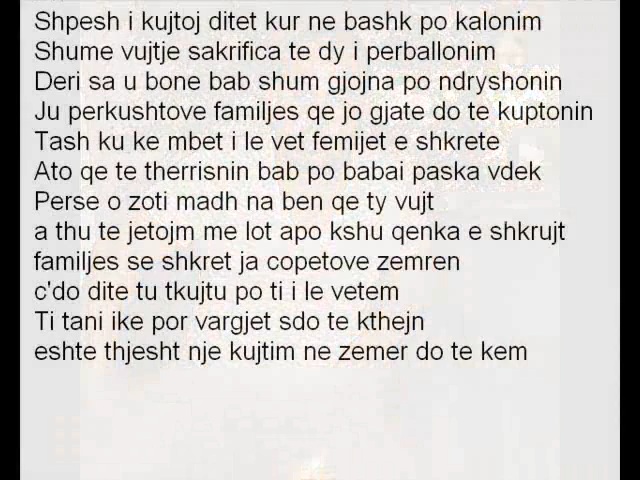 Shpesh i kujtoj ditet kur ne bashk po kalonim
Shume vujtje sakrifica te dy i perballonim
Deri sa u bone bab shum gjojna po ndryshonin
Ju perkushtove familjes qe jo gjate do te kuptonin
Tash ku ke mbet i le vet femijet e shkrete
Ato qe te therrisnin bab po babai paska vdek
Perse o zoti madh na ben qe ty vujt
a thu te jetojm me lot apo kshu qenka e shkrujt
familjes se shkret ja copetove zemren
c'do dite tu tkujtu po ti i le vetem
Ti tani ike por vargjet sdo te kthejn
eshte thjesht nje kujtim ne zemer do te kem